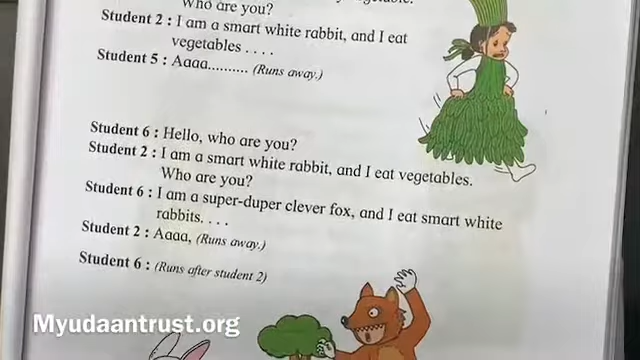 Who are you?
Student 2 : I am a smart white rabbit, and I eat
vegetables . . . .
Student 5 : Aaaa.......... (Runs away.)
Student 6 : Hello, who are you?
Student 2 : I am a smart white rabbit, and I eat vegetables.
Who are you?
Student 6 : I am a super-duper clever fox, and I eat smart white
rabbits. . . .
Student 2 : Aaaa, (Runs away.)
Student 6 : (Runs after student 2)
Myudaantrust.org